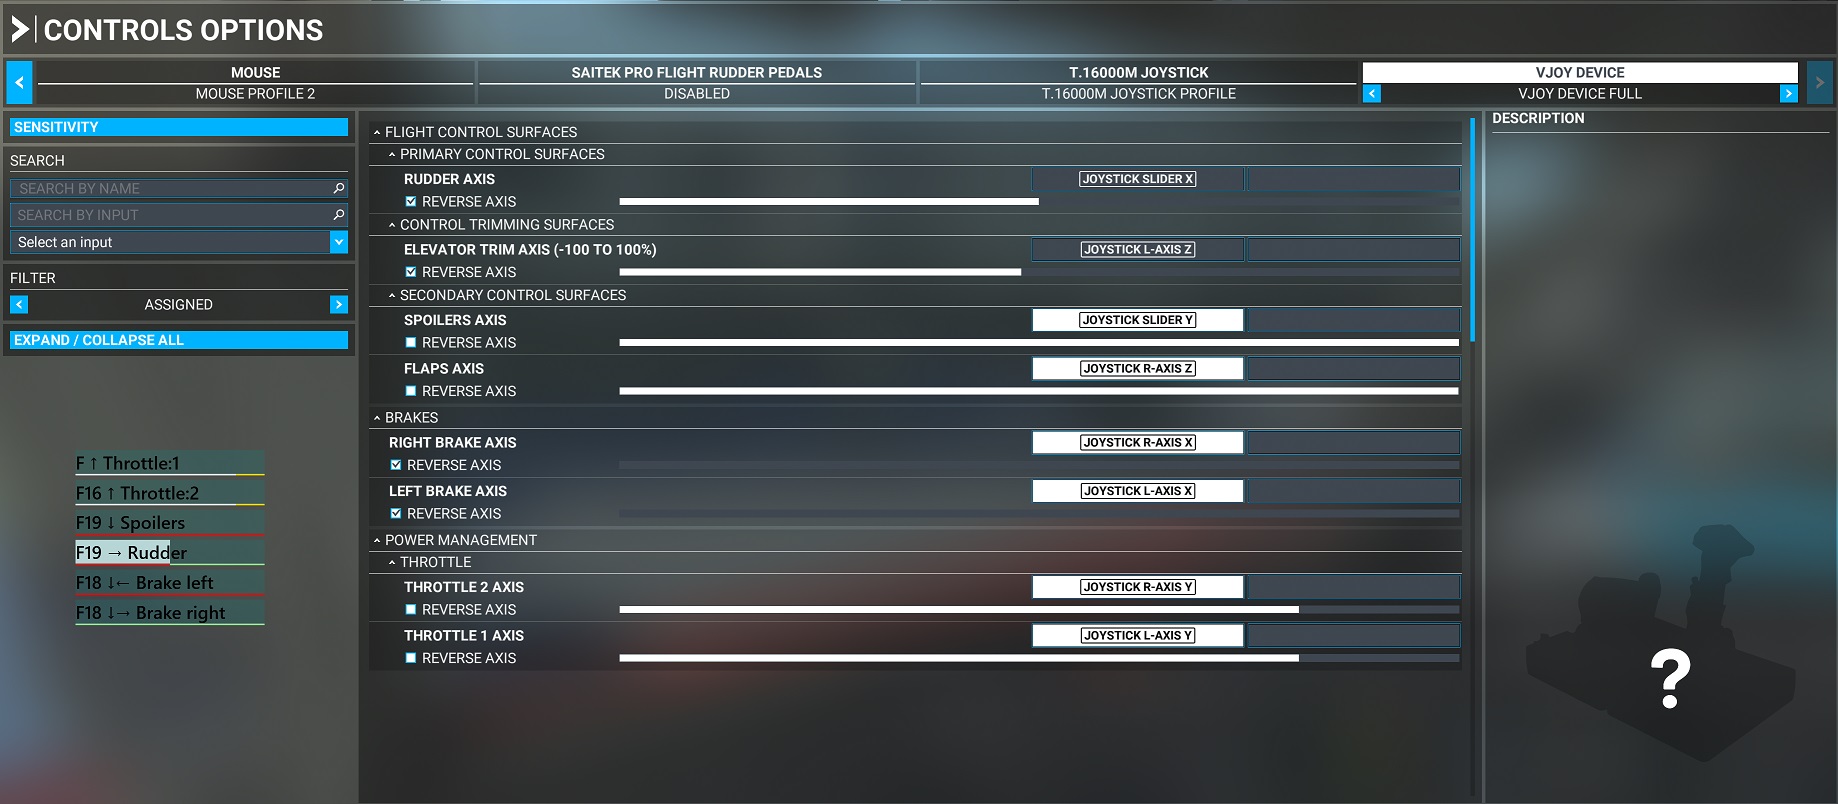 CONTROLS OPTIONS
MOUSE
MOUSE PROFILE 2
SAITEK PRO FLIGHT RUDDER PEDALS
DISABLED
T.16000M JOYSTICK
T.16000M JOYSTICK PROFILE
VJOY DEVICE
VJOY DEVICE FULL
SENSITIVITY
SEARCH
SEARCH BY NAME
SEARCH BY INPUT
Select an input
FILTER
ASSIGNED
EXPAND / COLLAPSE ALL
F ↑ Throttle:1
F16 ↑ Throttle:2
F19 ↓ Spoilers
F19 → Rudder
F18 ↓← Brake left
F18 ↓→ Brake right
FLIGHT CONTROL SURFACES
PRIMARY CONTROL SURFACES
RUDDER AXIS JOYSTICK SLIDER X
REVERSE AXIS
CONTROL TRIMMING SURFACES
ELEVATOR TRIM AXIS (-100 TO 100%) JOYSTICK L-AXIS Z
REVERSE AXIS
SECONDARY CONTROL SURFACES
SPOILERS AXIS JOYSTICK SLIDER Y
REVERSE AXIS
FLAPS AXIS JOYSTICK R-AXIS Z
REVERSE AXIS
BRAKES
RIGHT BRAKE AXIS JOYSTICK R-AXIS X
REVERSE AXIS
LEFT BRAKE AXIS JOYSTICK L-AXIS X
REVERSE AXIS
POWER MANAGEMENT
THROTTLE
THROTTLE 2 AXIS JOYSTICK R-AXIS Y
REVERSE AXIS
THROTTLE 1 AXIS JOYSTICK L-AXIS Y
REVERSE AXIS
DESCRIPTION
?